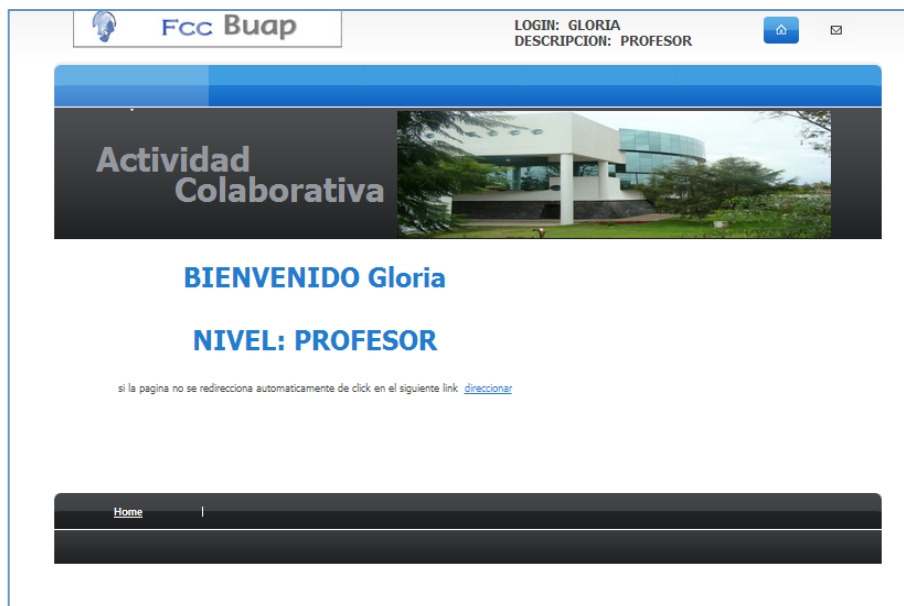 Fcc Buap
LOGIN: GLORIA
DESCRIPCION: PROFESOR
Actividad
Colaborativa
BIENVENIDO Gloria
NIVEL: PROFESOR
si la pagina no se redirecciona automaticamente de click en el siguiente link direccionar
Home |